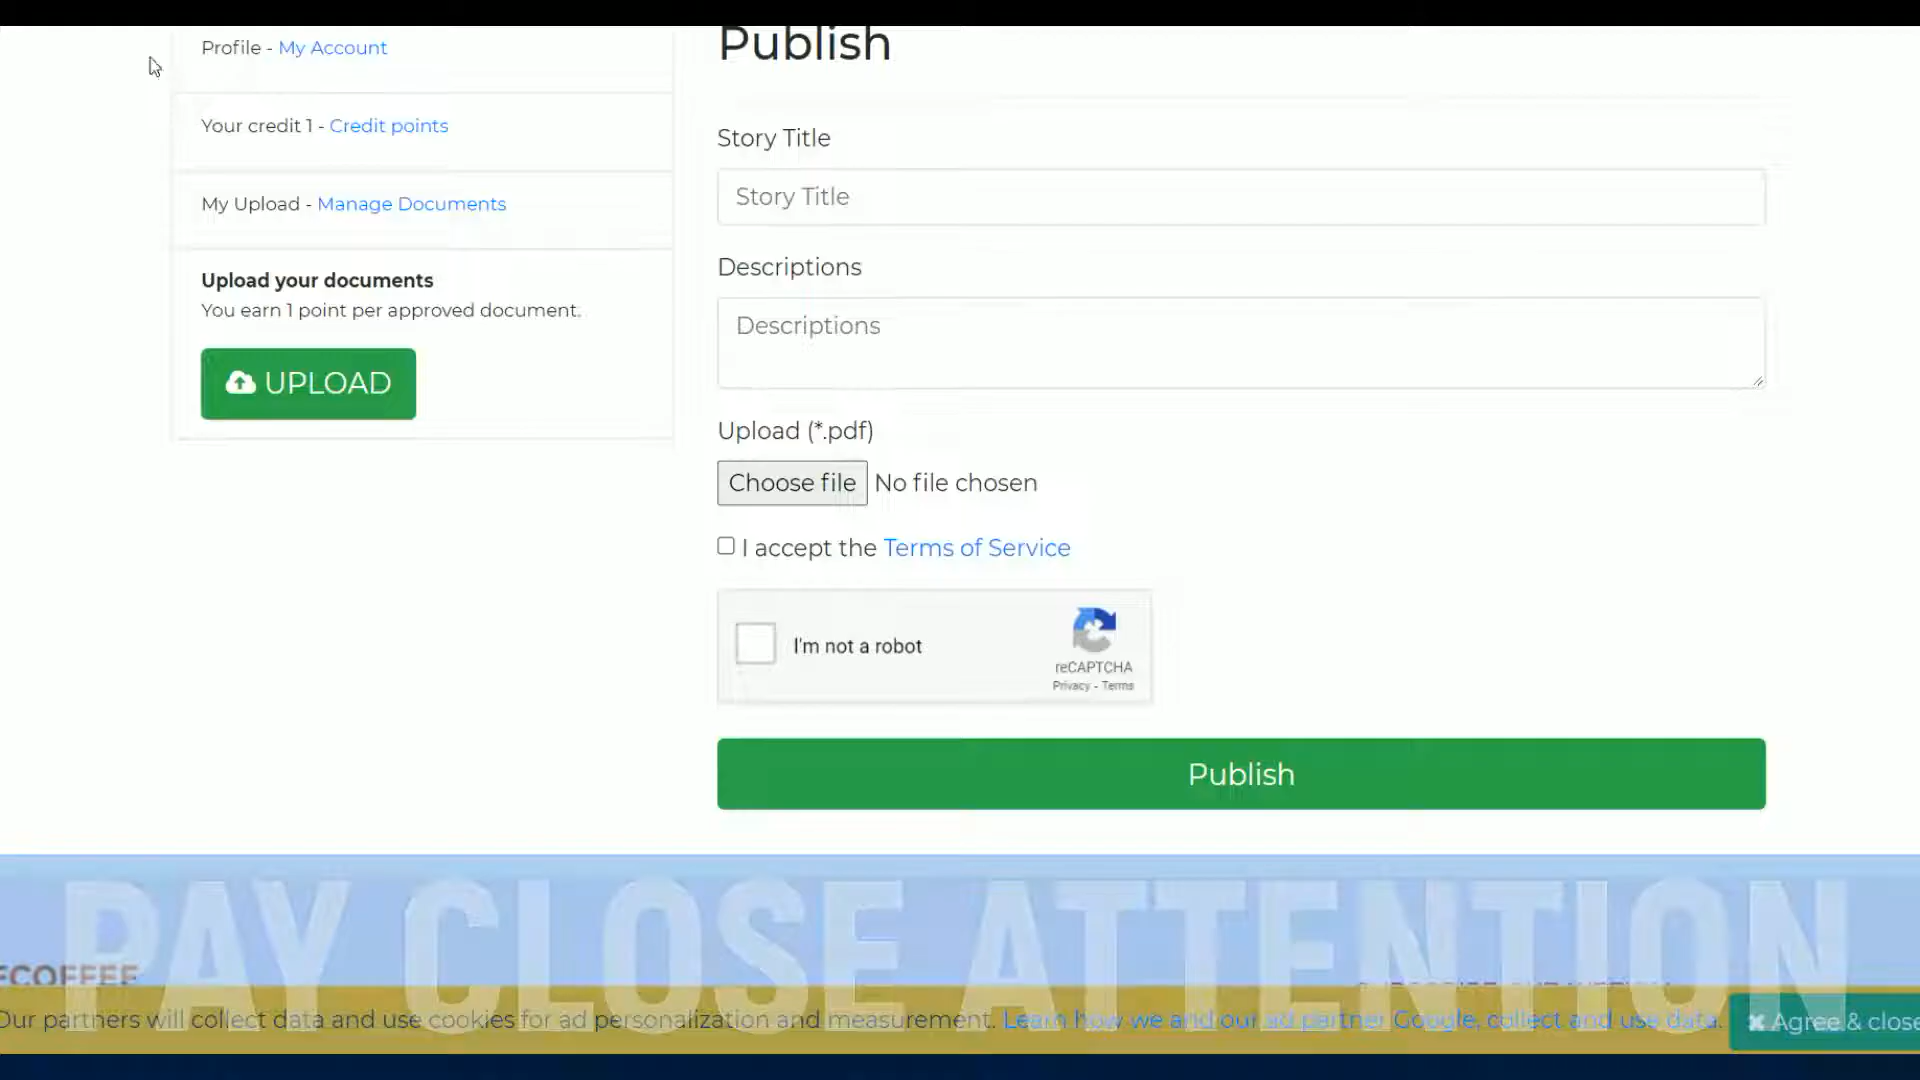 Profile - My Account
Your credit 1 - Credit points
My Upload - Manage Documents
Upload your documents
You earn 1 point per approved document.
UPLOAD
Publish
Story Title
Story Title
Descriptions
Descriptions
Upload (*.pdf)
Choose file No file chosen
I accept the Terms of Service
I'm not a robot
reCAPTCHA
Privacy - Terms
Publish
PAY CLOSE ATTENTION
Our partners will collect data and use cookies for ad personalization and measurement. Learn how we and our ad partner Google, collect and use data.
Agree & close